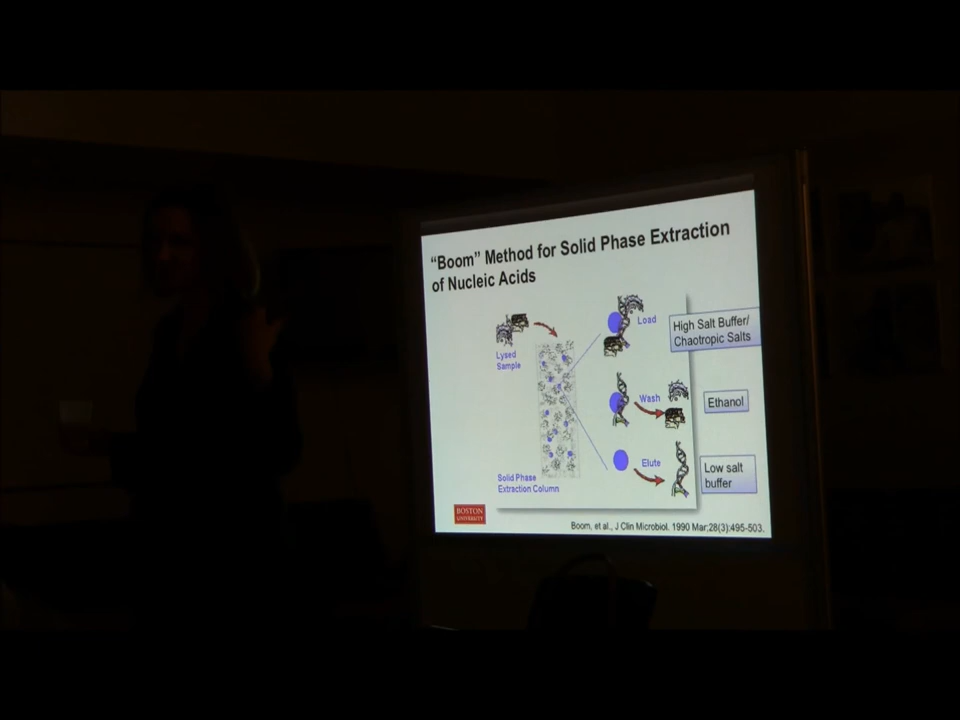 “Boom” Method for Solid Phase Extraction
of Nucleic Acids
Lysed
Sample
Load
High Salt Buffer/
Chaotropic Salts
Wash
Ethanol
Elute
Low salt
buffer
Solid Phase
Extraction Column
BOSTON
UNIVERSITY
Boom, et al., J Clin Microbiol. 1990 Mar;28(3):495-503.